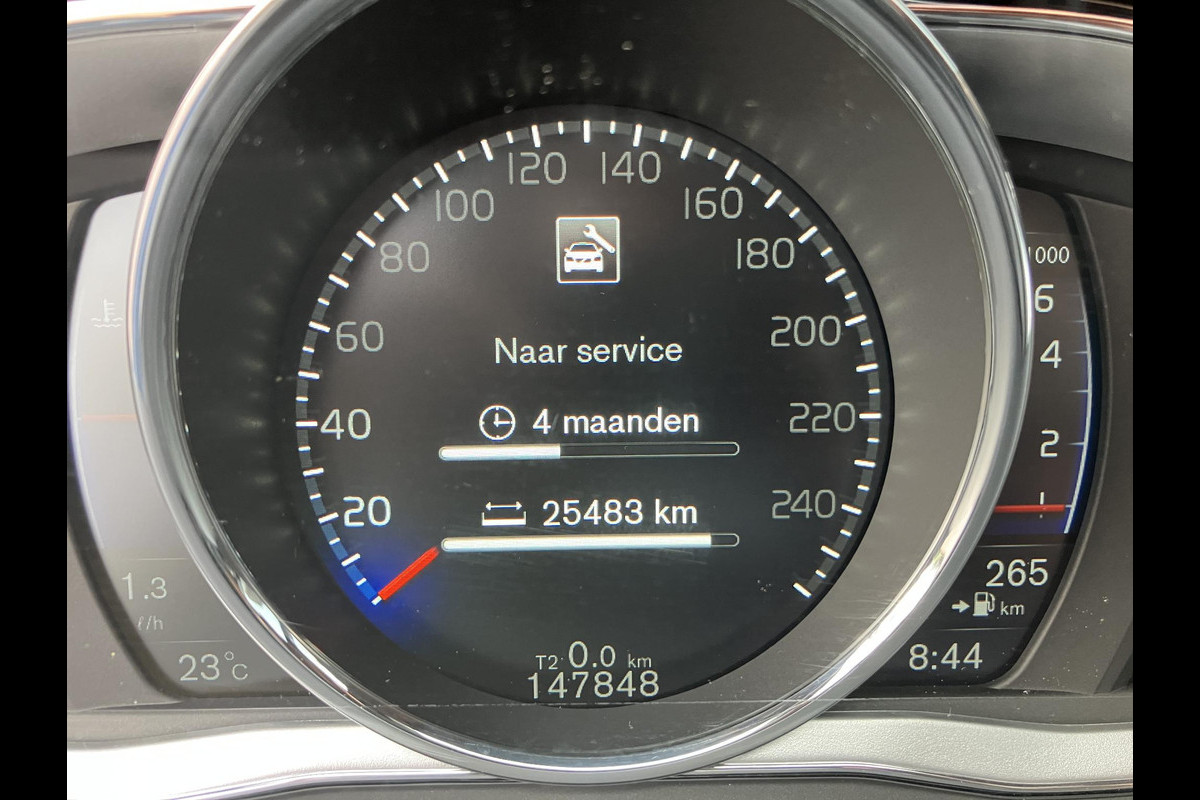 120 140
100 160
80 180
60 200
40 220
20 240
Naar service
4 maanden
25483 km
T2 0.0 km
147848
1.3
ℓ/h
23°C
1000
6
4
2
265
km
8:44